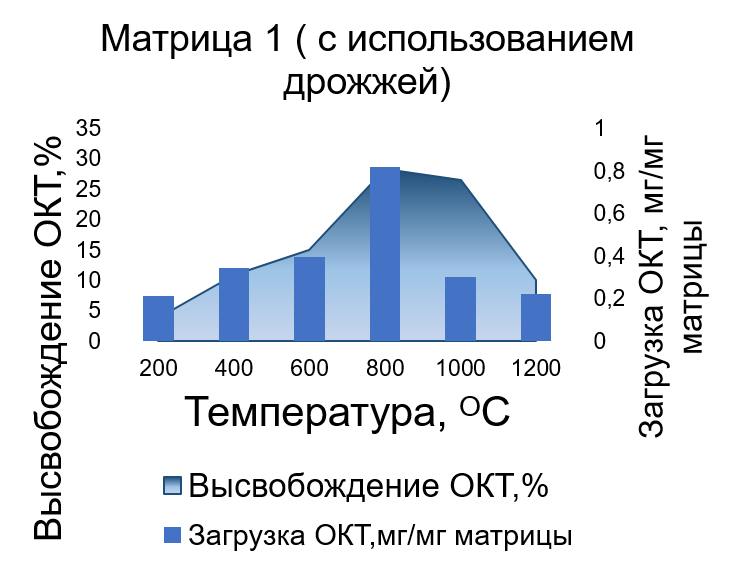 Матрица 1 ( с использованием
дрожжей)
Высвобождение ОКТ,%
35
30
25
20
15
10
5
0
1
0,8
0,6
0,4
0,2
0
Загрузка ОКТ, мг/мг
матрицы
200 400 600 800 1000 1200
Температура, ОС
Высвобождение ОКТ,%
Загрузка ОКТ,мг/мг матрицы